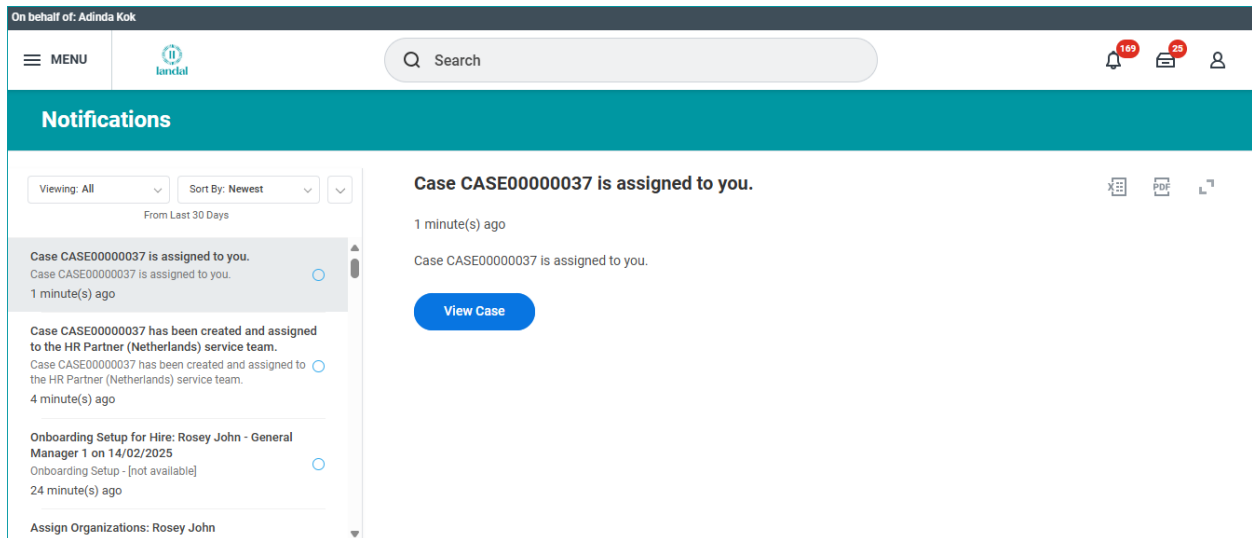 On behalf of: Adinda Kok
MENU
landal
Search
169
25
Notifications
Viewing: All
Sort By: Newest
From Last 30 Days
Case CASE00000037 is assigned to you.
Case CASE00000037 is assigned to you.
1 minute(s) ago
Case CASE00000037 has been created and assigned
to the HR Partner (Netherlands) service team.
Case CASE00000037 has been created and assigned to
the HR Partner (Netherlands) service team.
4 minute(s) ago
Onboarding Setup for Hire: Rosey John - General
Manager 1 on 14/02/2025
Onboarding Setup - [not available]
24 minute(s) ago
Assign Organizations: Rosey John
Case CASE00000037 is assigned to you.
X
PDF
1 minute(s) ago
Case CASE00000037 is assigned to you.
View Case